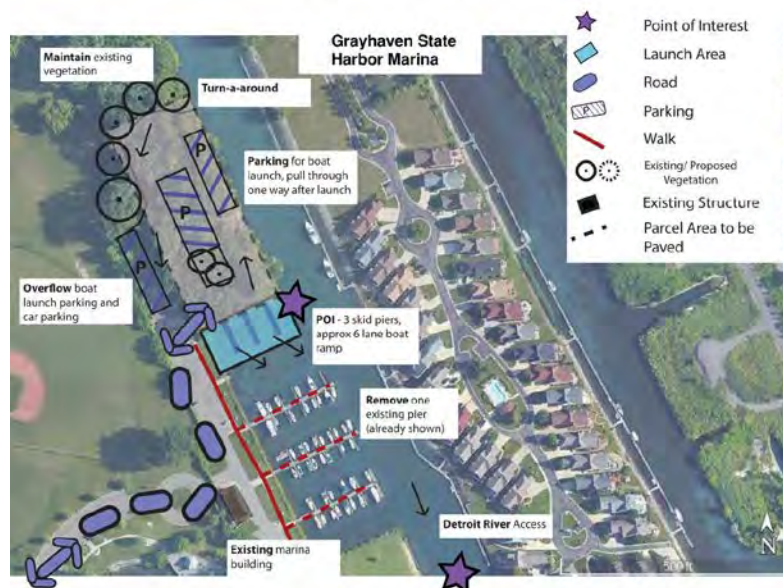 Grayhaven State
Harbor Marina
Maintain existing
vegetation
Turn-a-around
P
Parking for boat
launch, pull through
one way after launch
P
P
Overflow boat
launch parking and
car parking
POI - 3 skid piers,
approx 6 lane boat
ramp
Remove one
existing pier
(already shown)
Detroit River Access
Existing marina
building
Point of Interest
Launch Area
Road
P
Parking
Walk
Existing/ Proposed
Vegetation
Existing Structure
Parcel Area to be
Paved
N
500 ft